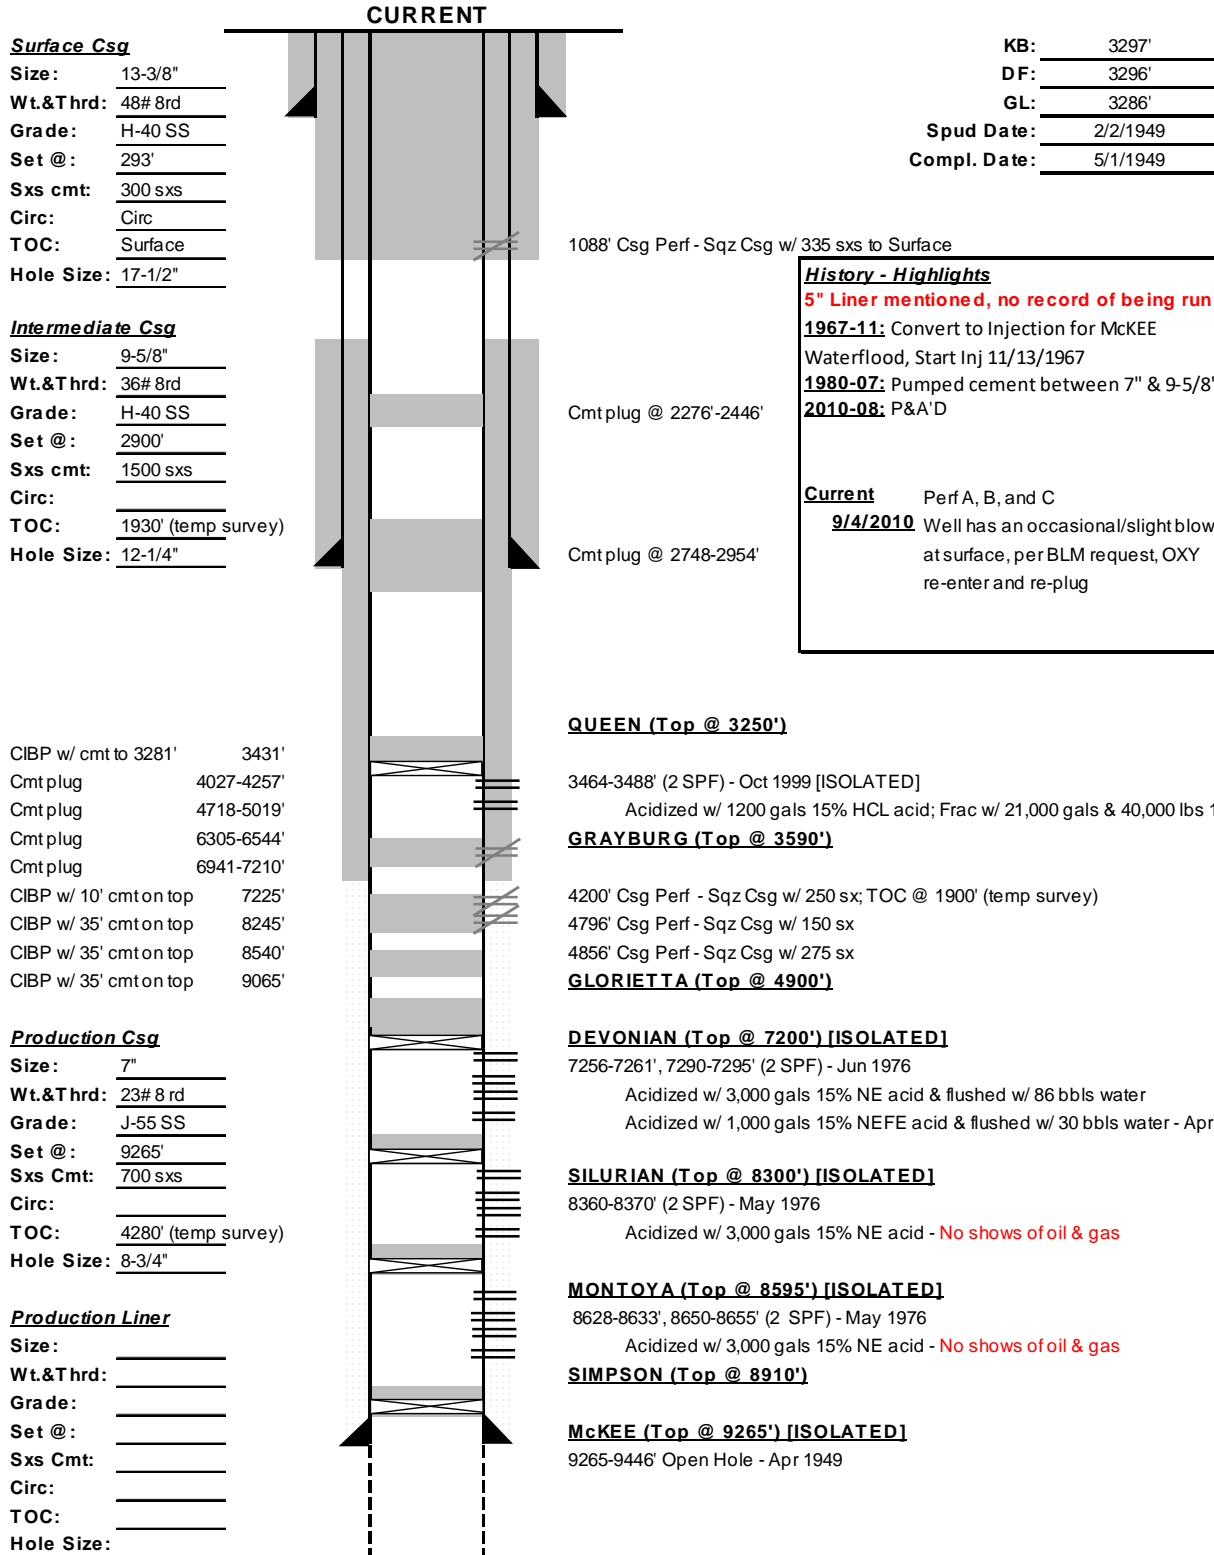 CURRENT
Surface Csg
Size: 13-3/8"
Wt.&Thrd: 48# 8rd
Grade: H-40 SS
Set @: 293'
Sxs cmt: 300 sxs
Circ: Circ
TOC: Surface
Hole Size: 17-1/2"
KB: 3297'
DF: 3296'
GL: 3286'
Spud Date: 2/2/1949
Compl. Date: 5/1/1949
1088' Csg Perf - Sqz Csg w/ 335 sxs to Surface
History - Highlights
5" Liner mentioned, no record of being run
1967-11: Convert to Injection for McKEE
Waterflood, Start Inj 11/13/1967
1980-07: Pumped cement between 7" & 9-5/8"
2010-08: P&A'D
Current Perf A, B, and C
9/4/2010 Well has an occasional/slight blow
at surface, per BLM request, OXY
re-enter and re-plug
Intermediate Csg
Size: 9-5/8"
Wt.&Thrd: 36# 8rd
Grade: H-40 SS
Set @: 2900'
Sxs cmt: 1500 sxs
Circ:
TOC: 1930' (temp survey)
Hole Size: 12-1/4"
Cmt plug @ 2276'-2446'
Cmt plug @ 2748-2954'
CIBP w/ cmt to 3281' 3431'
Cmt plug 4027-4257'
Cmt plug 4718-5019'
Cmt plug 6305-6544'
Cmt plug 6941-7210'
CIBP w/ 10' cmt on top 7225'
CIBP w/ 35' cmt on top 8245'
CIBP w/ 35' cmt on top 8540'
CIBP w/ 35' cmt on top 9065'
QUEEN (Top @ 3250')
3464-3488' (2 SPF) - Oct 1999 [ISOLATED]
Acidized w/ 1200 gals 15% HCL acid; Frac w/ 21,000 gals & 40,000 lbs 1
GRAYBURG (Top @ 3590')
4200' Csg Perf - Sqz Csg w/ 250 sx; TOC @ 1900' (temp survey)
4796' Csg Perf - Sqz Csg w/ 150 sx
4856' Csg Perf - Sqz Csg w/ 275 sx
GLORIETTA (Top @ 4900')
Production Csg
Size: 7"
Wt.&Thrd: 23# 8 rd
Grade: J-55 SS
Set @: 9265'
Sxs Cmt: 700 sxs
Circ:
TOC: 4280' (temp survey)
Hole Size: 8-3/4"
DEVONIAN (Top @ 7200') [ISOLATED]
7256-7261', 7290-7295' (2 SPF) - Jun 1976
Acidized w/ 3,000 gals 15% NE acid & flushed w/ 86 bbls water
Acidized w/ 1,000 gals 15% NEFE acid & flushed w/ 30 bbls water - Apr
SILURIAN (Top @ 8300') [ISOLATED]
8360-8370' (2 SPF) - May 1976
Acidized w/ 3,000 gals 15% NE acid - No shows of oil & gas
MONTOYA (Top @ 8595') [ISOLATED]
8628-8633', 8650-8655' (2 SPF) - May 1976
Acidized w/ 3,000 gals 15% NE acid - No shows of oil & gas
SIMPSON (Top @ 8910')
McKEE (Top @ 9265') [ISOLATED]
9265-9446' Open Hole - Apr 1949
Production Liner
Size:
Wt.&Thrd:
Grade:
Set @:
Sxs Cmt:
Circ:
TOC:
Hole Size: